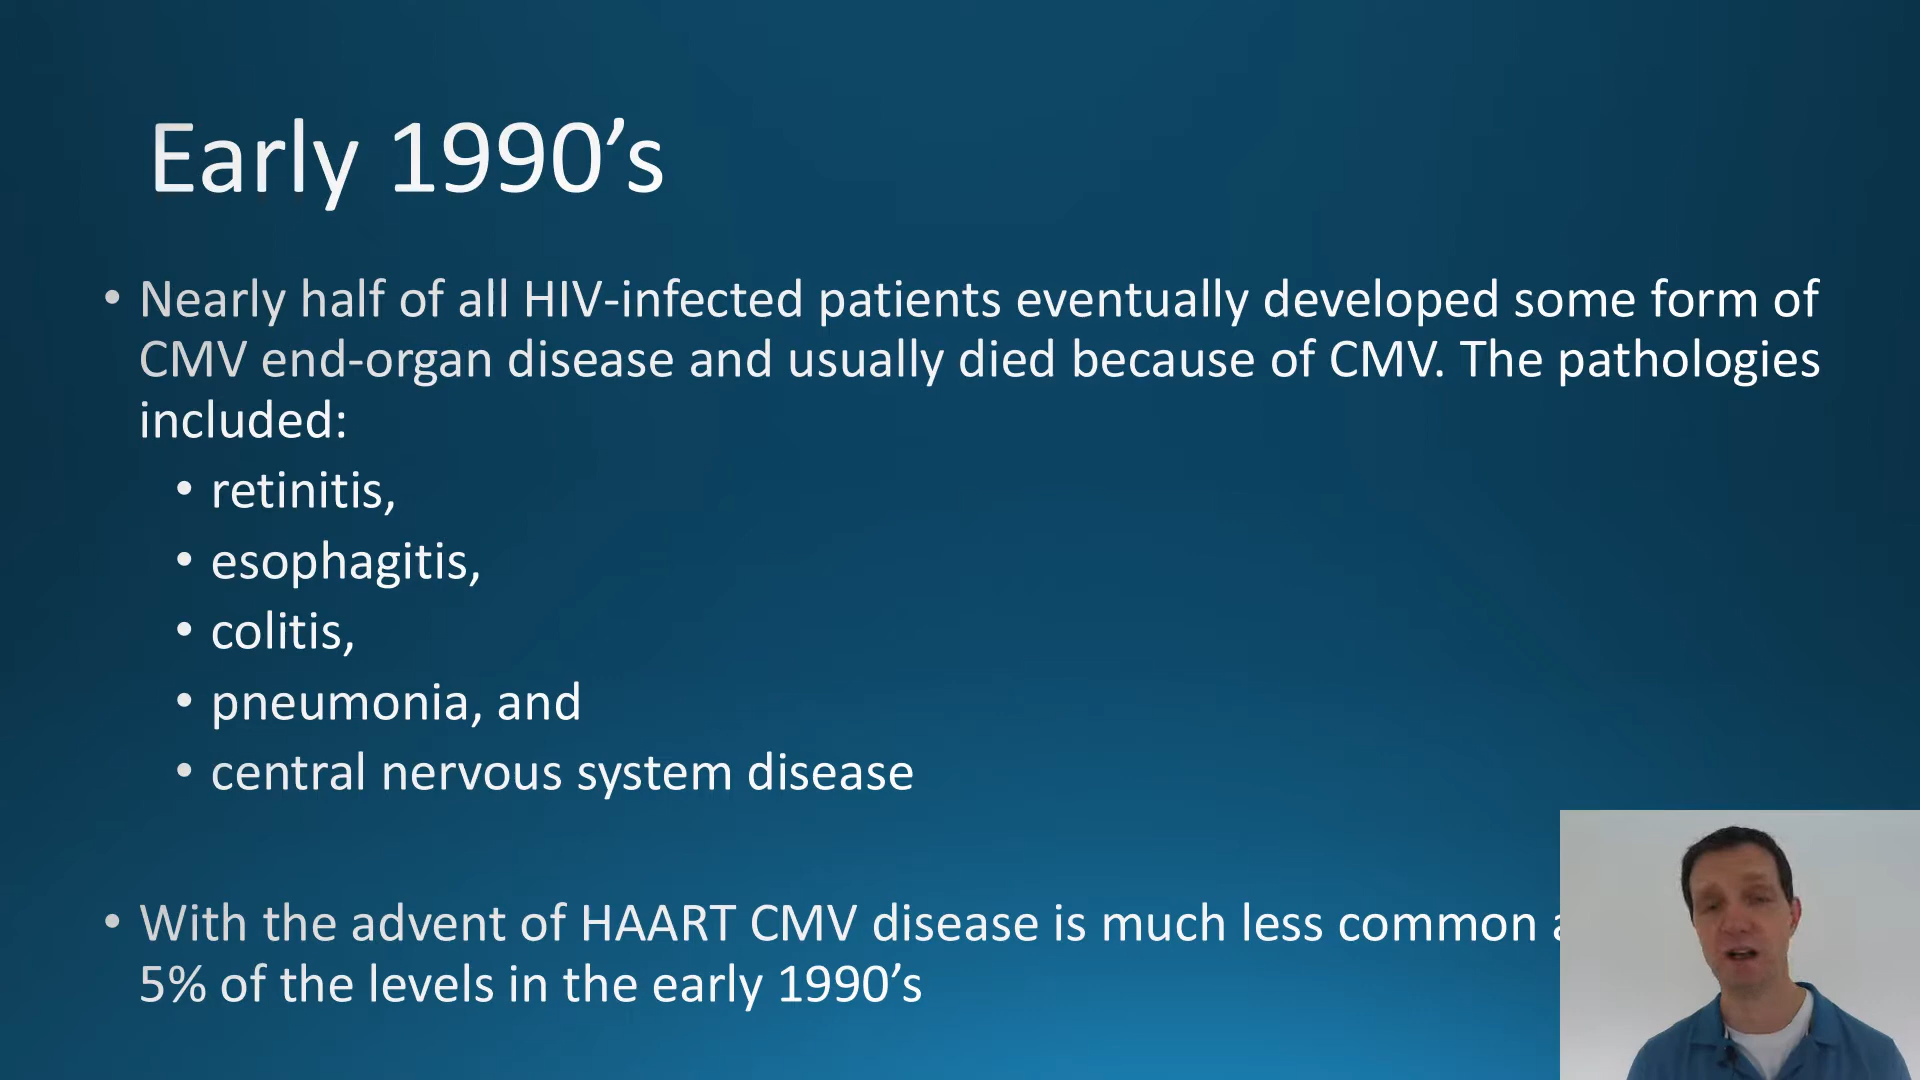 Early 1990’s
• Nearly half of all HIV-infected patients eventually developed some form of
CMV end-organ disease and usually died because of CMV. The pathologies
included:
• retinitis,
• esophagitis,
• colitis,
• pneumonia, and
• central nervous system disease
• With the advent of HAART CMV disease is much less common
5% of the levels in the early 1990’s